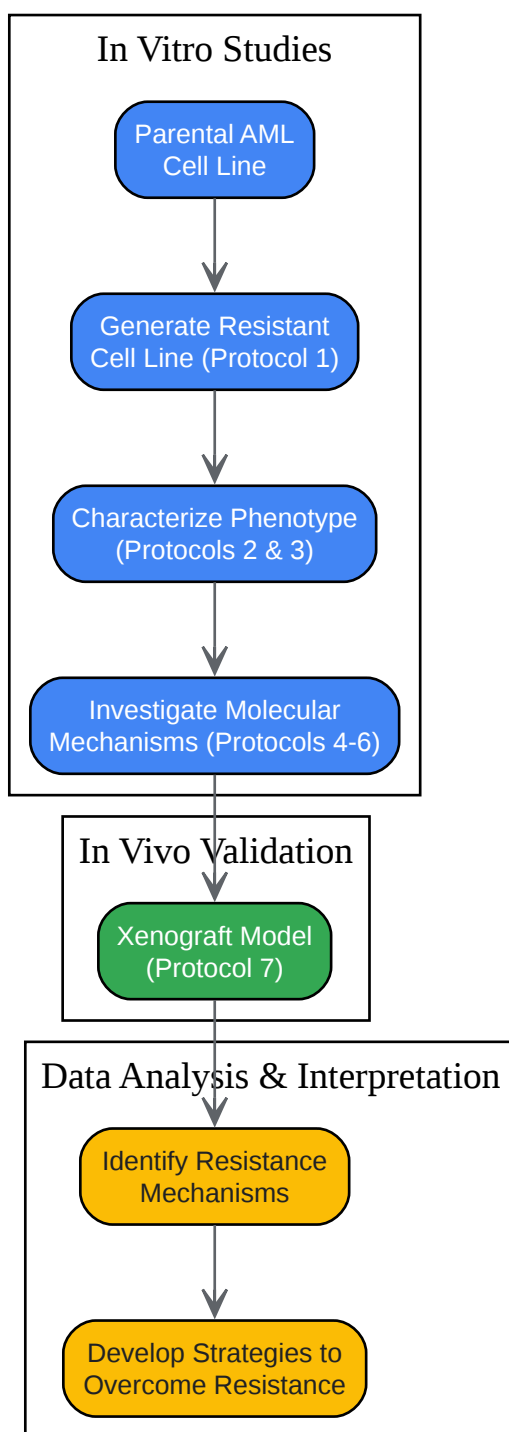 In Vitro Studies
Parental AML
Cell Line
Generate Resistant
Cell Line (Protocol 1)
Characterize Phenotype
(Protocols 2 & 3)
Investigate Molecular
Mechanisms (Protocols 4-6)
In Vivo Validation
Xenograft Model
(Protocol 7)
Data Analysis & Interpretation
Identify Resistance
Mechanisms
Develop Strategies to
Overcome Resistance